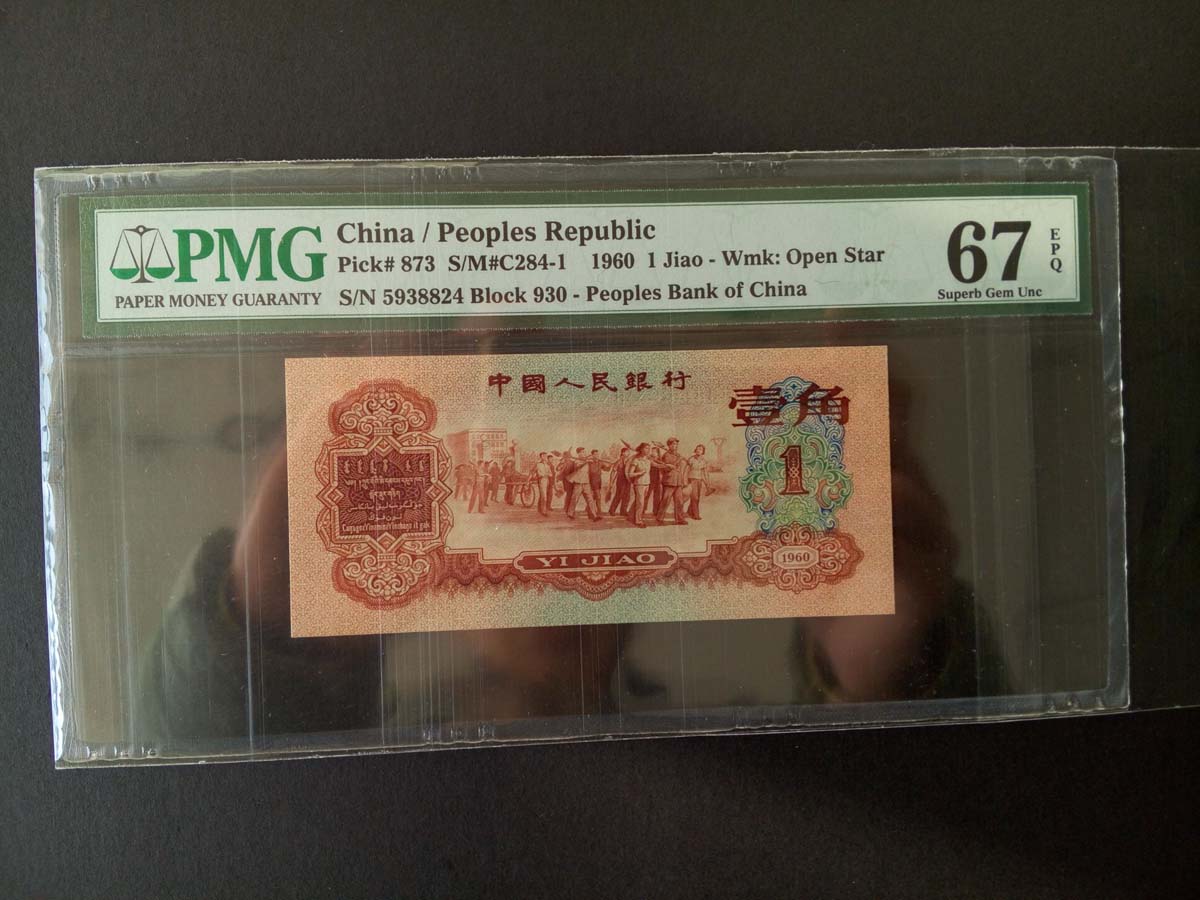 PMG
PAPER MONEY GUARANTY
China / Peoples Republic
Pick# 873 S/M#C284-1 1960 1 Jiao - Wmk: Open Star
S/N 5938824 Block 930 - Peoples Bank of China
67
EPQ
Superb Gem Unc
中國人民銀行
壹角
1
YI JIAO
1960